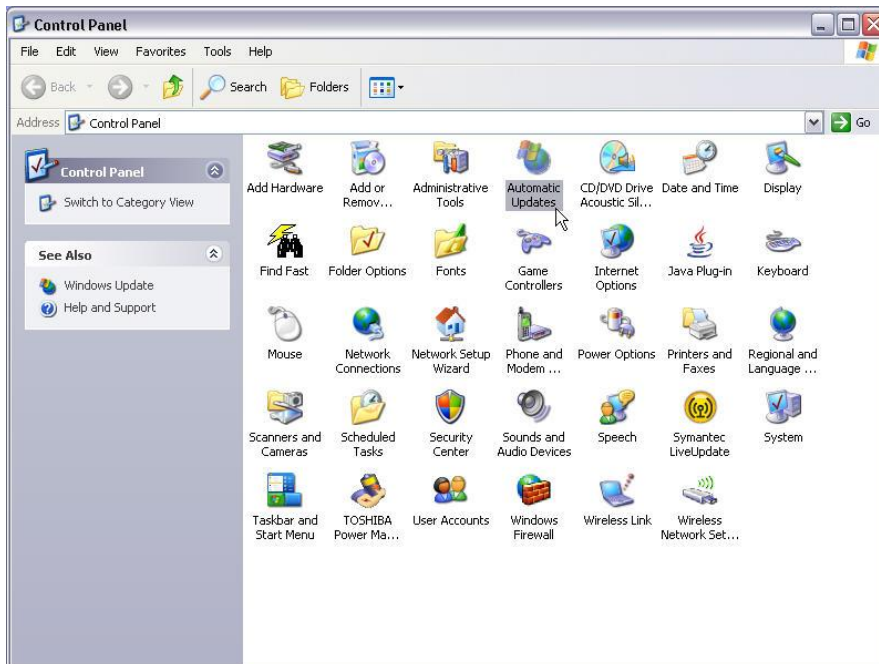 Control Panel
File Edit View Favorites Tools Help
Back Search Folders
Address Control Panel Go
Control Panel
Switch to Category View
See Also
Windows Update
Help and Support
Add Hardware
Add or
Remov...
Administrative
Tools
Automatic
Updates
CD/DVD Drive
Acoustic Sil...
Date and Time
Display
Find Fast
Folder Options
Fonts
Game
Controllers
Internet
Options
Java Plug-in
Keyboard
Mouse
Network
Connections
Network Setup
Wizard
Phone and
Modem ...
Power Options
Printers and
Faxes
Regional and
Language ...
Scanners and
Cameras
Scheduled
Tasks
Security
Center
Sounds and
Audio Devices
Speech
Symantec
LiveUpdate
System
Taskbar and
Start Menu
TOSHIBA
Power Ma...
User Accounts
Windows
Firewall
Wireless Link
Wireless
Network Set...